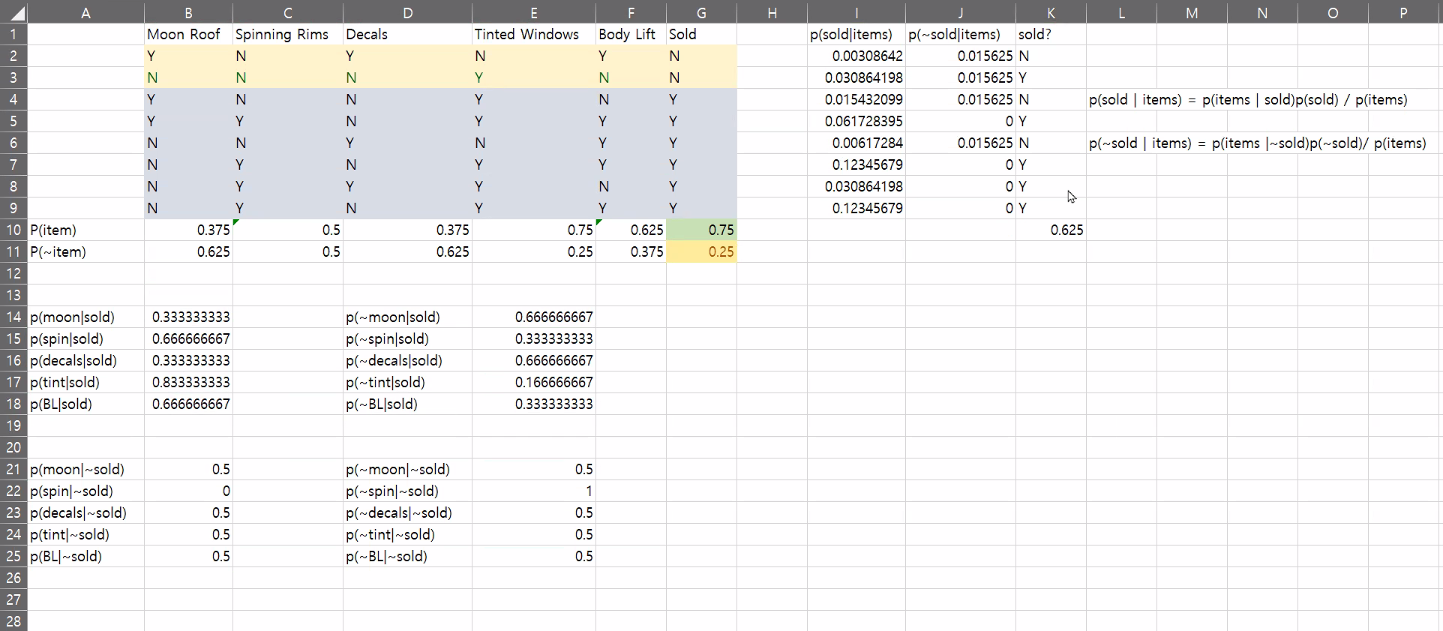 A B C D E F G H I J K L M N O P
1 Moon Roof Spinning Rims Decals Tinted Windows Body Lift Sold p(sold|items) p(~sold|items) sold?
2 Y N Y N Y N 0.00308642 0.015625 N
3 N N N Y N N 0.030864198 0.015625 Y
4 Y N N Y N Y 0.015432099 0.015625 N p(sold | items) = p(items | sold)p(sold) / p(items)
5 Y Y N Y Y Y 0.061728395 0 Y
6 N N Y N Y Y 0.00617284 0.015625 N p(~sold | items) = p(items |~sold)p(~sold)/ p(items)
7 N Y N Y Y Y 0.12345679 0 Y
8 N Y Y Y N Y 0.030864198 0 Y
9 N Y N Y Y Y 0.12345679 0 Y
10 P(item) 0.375 0.5 0.375 0.75 0.625 0.75 0.625
11 P(~item) 0.625 0.5 0.625 0.25 0.375 0.25
12
13
14 p(moon|sold) 0.333333333 p(~moon|sold) 0.666666667
15 p(spin|sold) 0.666666667 p(~spin|sold) 0.333333333
16 p(decals|sold) 0.333333333 p(~decals|sold) 0.666666667
17 p(tint|sold) 0.833333333 p(~tint|sold) 0.166666667
18 p(BL|sold) 0.666666667 p(~BL|sold) 0.333333333
19
20
21 p(moon|~sold) 0.5 p(~moon|~sold) 0.5
22 p(spin|~sold) 0 p(~spin|~sold) 1
23 p(decals|~sold) 0.5 p(~decals|~sold) 0.5
24 p(tint|~sold) 0.5 p(~tint|~sold) 0.5
25 p(BL|~sold) 0.5 p(~BL|~sold) 0.5
26
27
28